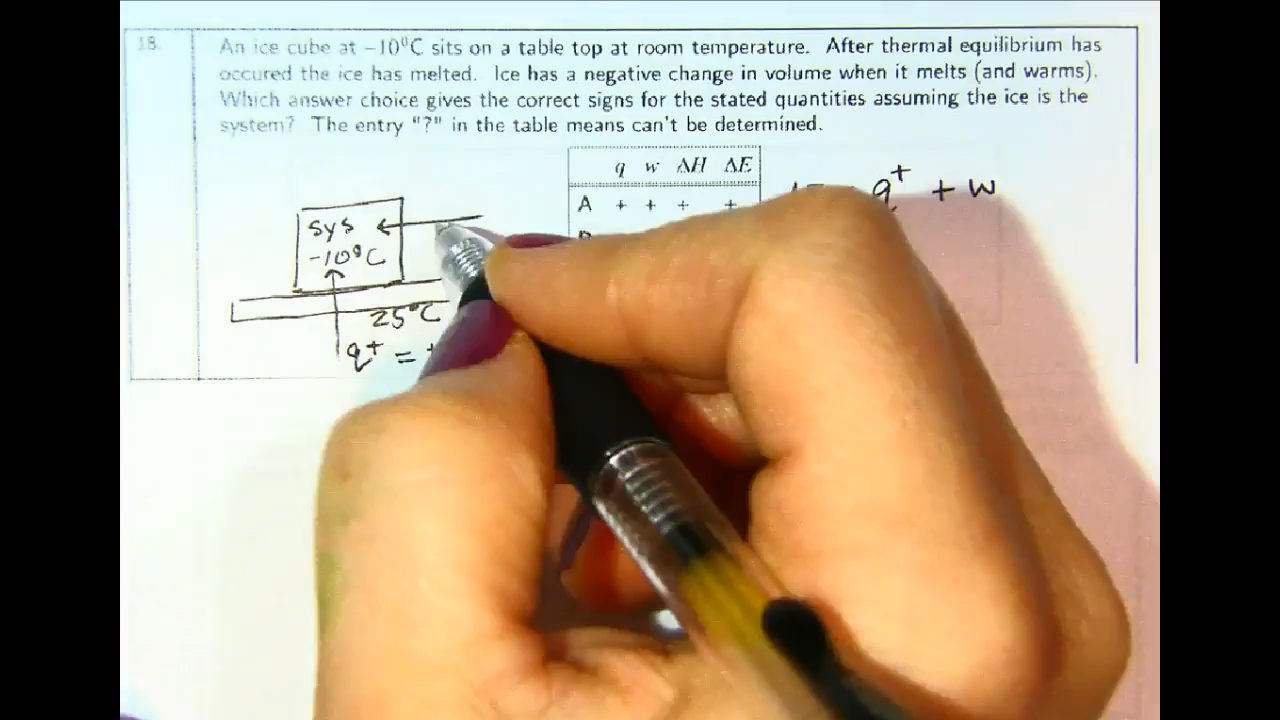 18.
An ice cube at −10⁰C sits on a table top at room temperature. After thermal equilibrium has
occured the ice has melted. Ice has a negative change in volume when it melts (and warms).
Which answer choice gives the correct signs for the stated quantities assuming the ice is the
system? The entry "?" in the table means can't be determined.
q w ΔH ΔE
A + + + +
q⁺ + w
sys
-10°C
25°C
q⁺ =